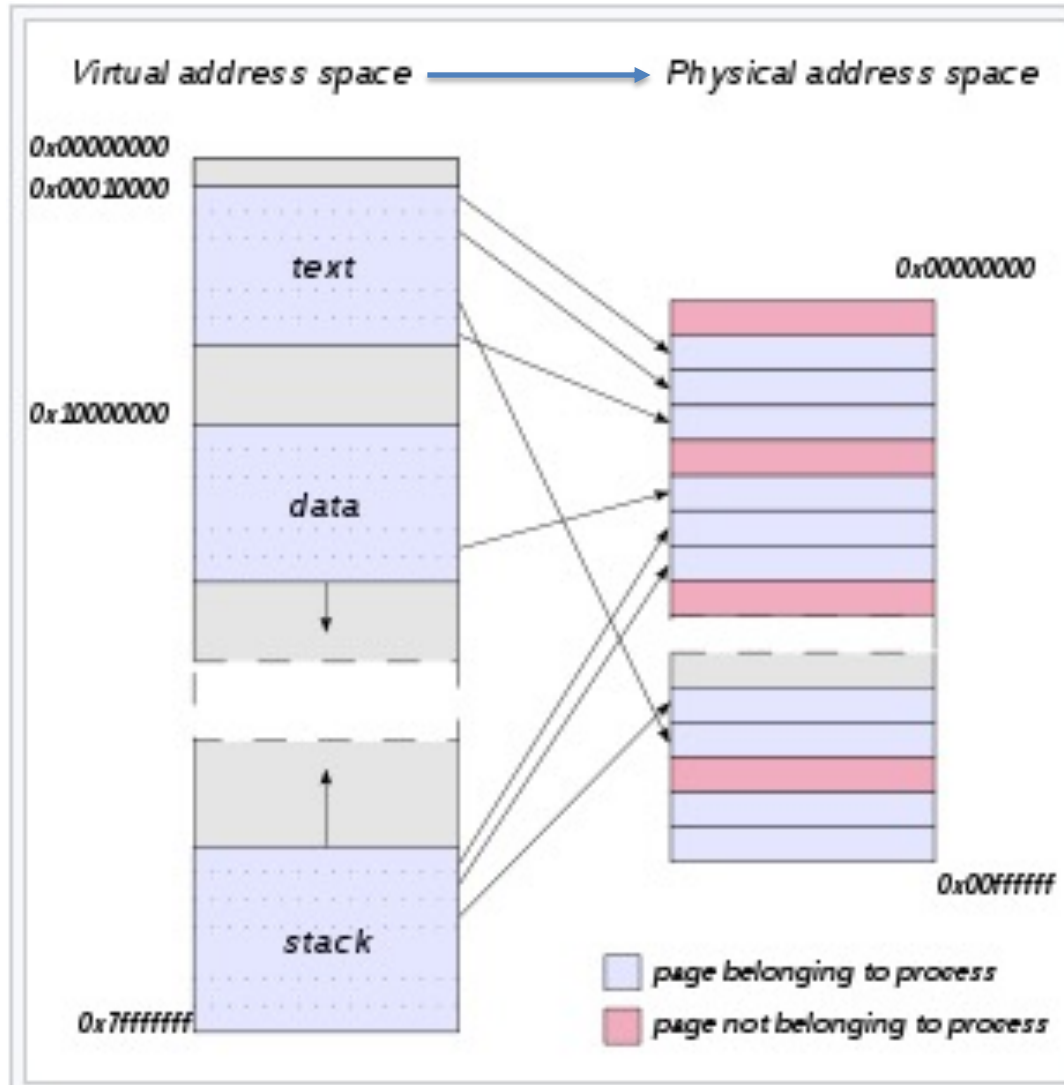 Virtual address space
Physical address space
0x00000000
0x00010000
text
0x00000000
0x10000000
data
stack
0x00ffffff
0x7fffffff
page belonging to process
page not belonging to process